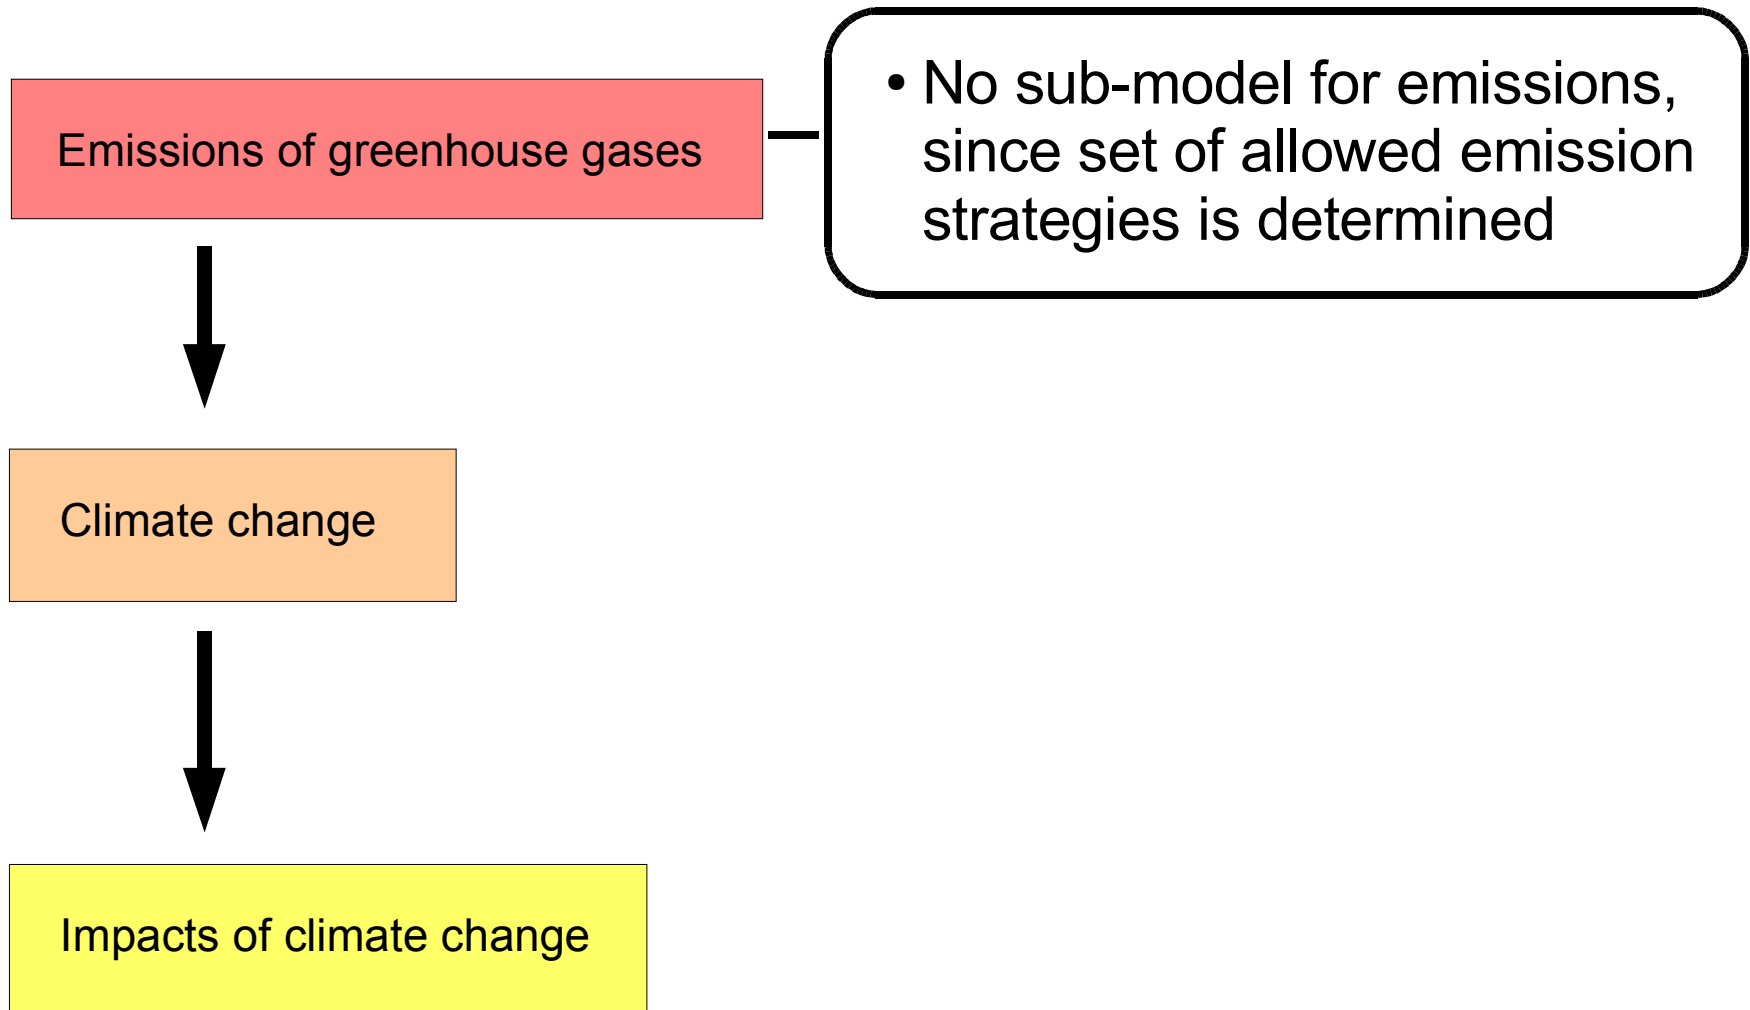 Emissions of greenhouse gases
• No sub-model for emissions,
since set of allowed emission
strategies is determined
Climate change
Impacts of climate change